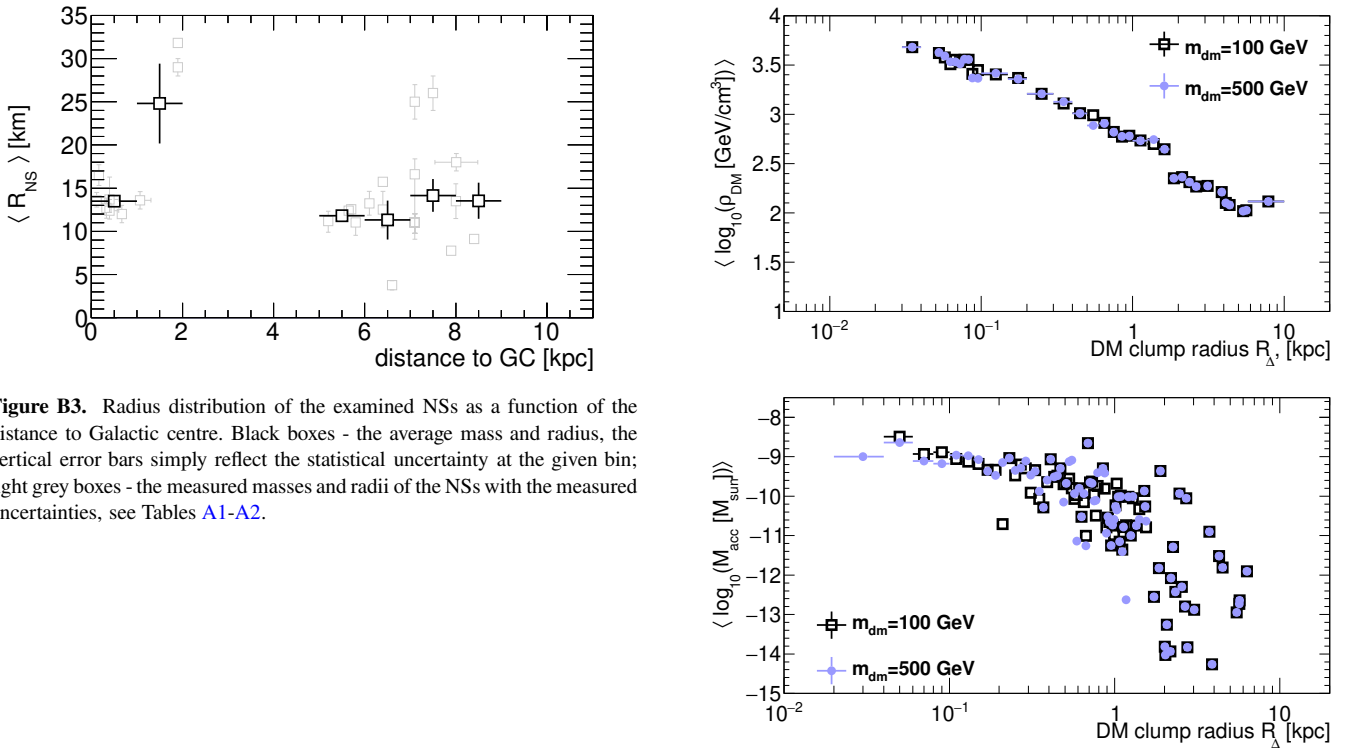 35
30
25
20
15
10
5
0
⟨ R_NS ⟩ [km]
0 2 4 6 8 10
distance to GC [kpc]
igure B3. Radius distribution of the examined NSs as a function of the
istance to Galactic centre. Black boxes - the average mass and radius, the
ertical error bars simply reflect the statistical uncertainty at the given bin;
ght grey boxes - the measured masses and radii of the NSs with the measured
ncertainties, see Tables A1-A2.
4
3.5
3
2.5
2
1.5
1
⟨ log₁₀(ρ_DM [GeV/cm³]) ⟩
m_dm=100 GeV
m_dm=500 GeV
10⁻² 10⁻¹ 1 10
DM clump radius R_Δ, [kpc]
−8
−9
−10
−11
−12
−13
−14
−15
⟨ log₁₀(M_acc [M_sun])⟩
m_dm=100 GeV
m_dm=500 GeV
10⁻² 10⁻¹ 1 10
DM clump radius R_Δ [kpc]